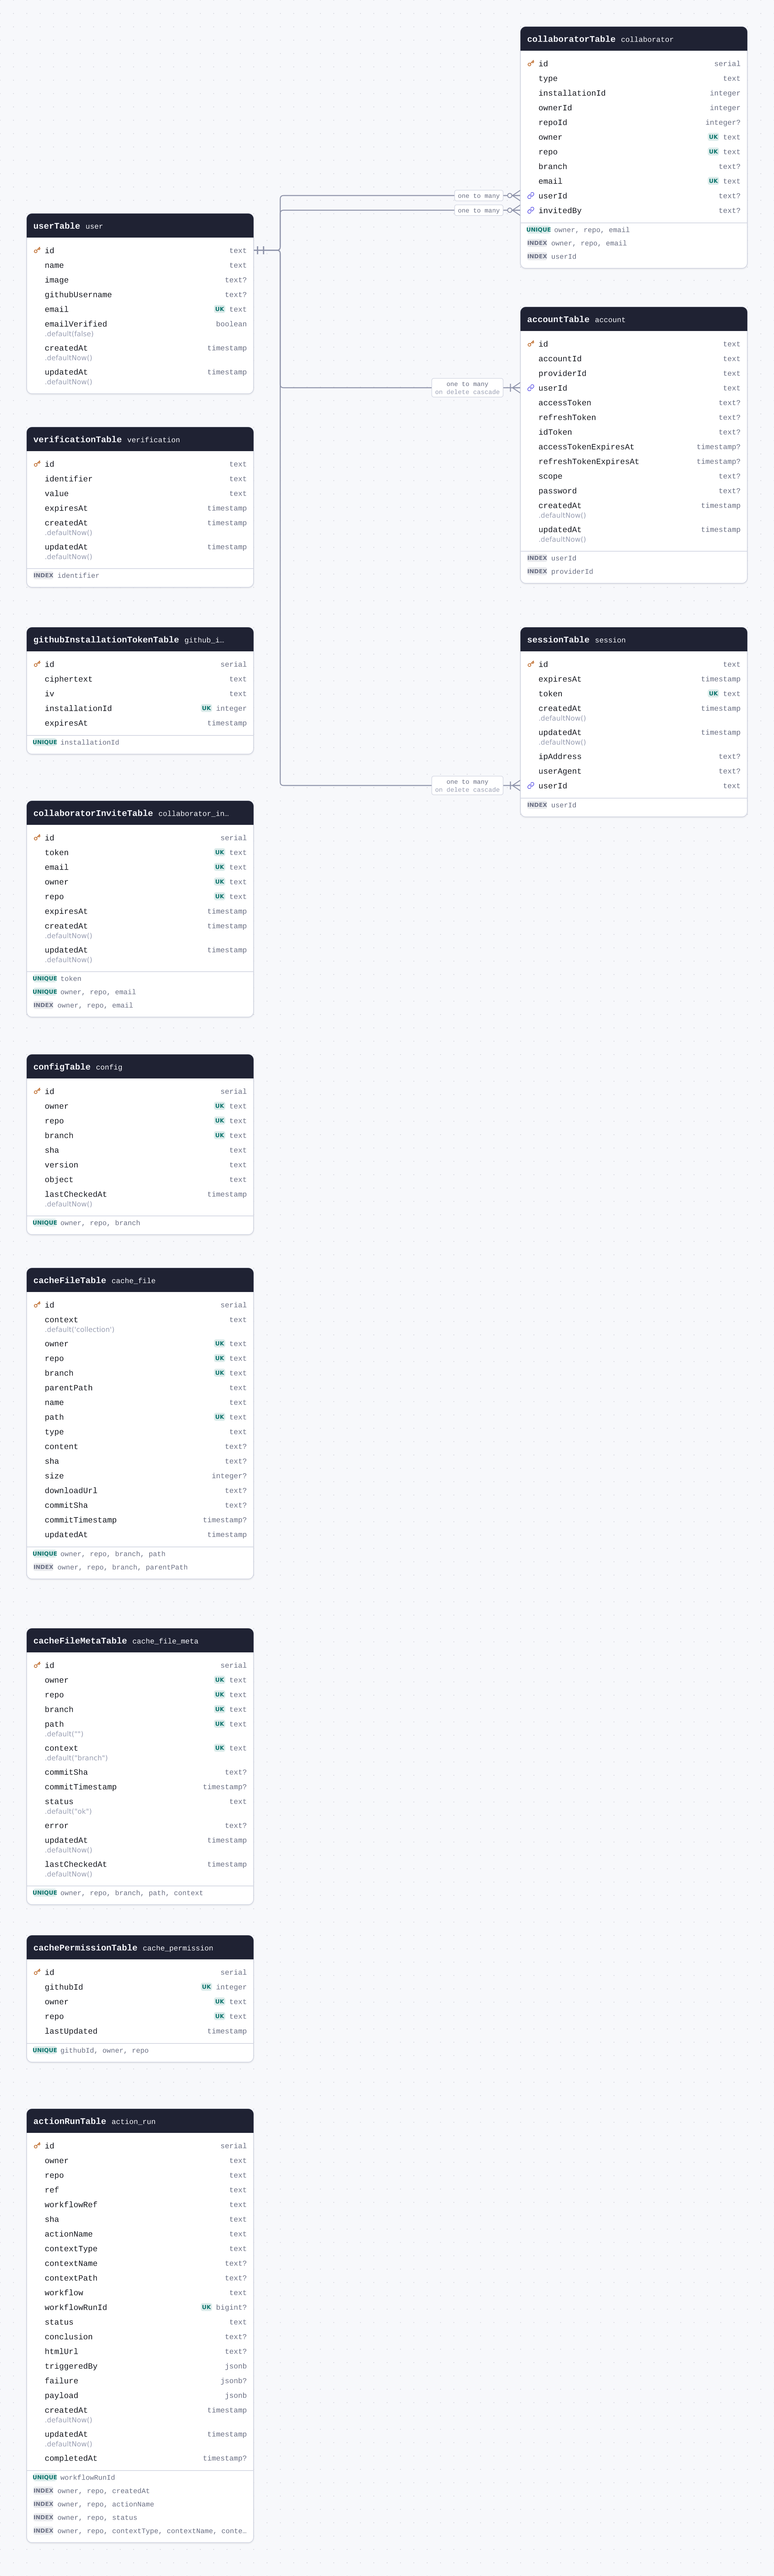 collaboratorTable collaborator
id serial
type text
installationId integer
ownerId integer
repoId integer?
owner UK text
repo UK text
branch text?
email UK text
userId text?
invitedBy text?
UNIQUE owner, repo, email
INDEX owner, repo, email
INDEX userId
one to many
one to many
userTable user
id text
name text
image text?
githubUsername text?
email UK text
emailVerified boolean
.default(false)
createdAt timestamp
.defaultNow()
updatedAt timestamp
.defaultNow()
accountTable account
id text
accountId text
providerId text
userId text
accessToken text?
refreshToken text?
idToken text?
accessTokenExpiresAt timestamp?
refreshTokenExpiresAt timestamp?
scope text?
password text?
createdAt timestamp
.defaultNow()
updatedAt timestamp
.defaultNow()
INDEX userId
INDEX providerId
one to many
on delete cascade
verificationTable verification
id text
identifier text
value text
expiresAt timestamp
createdAt timestamp
.defaultNow()
updatedAt timestamp
.defaultNow()
INDEX identifier
githubInstallationTokenTable github_i…
id serial
ciphertext text
iv text
installationId UK integer
expiresAt timestamp
UNIQUE installationId
sessionTable session
id text
expiresAt timestamp
token UK text
createdAt timestamp
.defaultNow()
updatedAt timestamp
.defaultNow()
ipAddress text?
userAgent text?
userId text
INDEX userId
one to many
on delete cascade
collaboratorInviteTable collaborator_in…
id serial
token UK text
email UK text
owner UK text
repo UK text
expiresAt timestamp
createdAt timestamp
.defaultNow()
updatedAt timestamp
.defaultNow()
UNIQUE token
UNIQUE owner, repo, email
INDEX owner, repo, email
configTable config
id serial
owner UK text
repo UK text
branch UK text
sha text
version text
object text
lastCheckedAt timestamp
.defaultNow()
UNIQUE owner, repo, branch
cacheFileTable cache_file
id serial
context text
.default('collection')
owner UK text
repo UK text
branch UK text
parentPath text
name text
path UK text
type text
content text?
sha text?
size integer?
downloadUrl text?
commitSha text?
commitTimestamp timestamp?
updatedAt timestamp
UNIQUE owner, repo, branch, path
INDEX owner, repo, branch, parentPath
cacheFileMetaTable cache_file_meta
id serial
owner UK text
repo UK text
branch UK text
path UK text
.default("")
context UK text
.default("branch")
commitSha text?
commitTimestamp timestamp?
status text
.default("ok")
error text?
updatedAt timestamp
.defaultNow()
lastCheckedAt timestamp
.defaultNow()
UNIQUE owner, repo, branch, path, context
cachePermissionTable cache_permission
id serial
githubId UK integer
owner UK text
repo UK text
lastUpdated timestamp
UNIQUE githubId, owner, repo
actionRunTable action_run
id serial
owner text
repo text
ref text
workflowRef text
sha text
actionName text
contextType text
contextName text?
contextPath text?
workflow text
workflowRunId UK bigint?
status text
conclusion text?
htmlUrl text?
triggeredBy jsonb
failure jsonb?
payload jsonb
createdAt timestamp
.defaultNow()
updatedAt timestamp
.defaultNow()
completedAt timestamp?
UNIQUE workflowRunId
INDEX owner, repo, createdAt
INDEX owner, repo, actionName
INDEX owner, repo, status
INDEX owner, repo, contextType, contextName, conte…